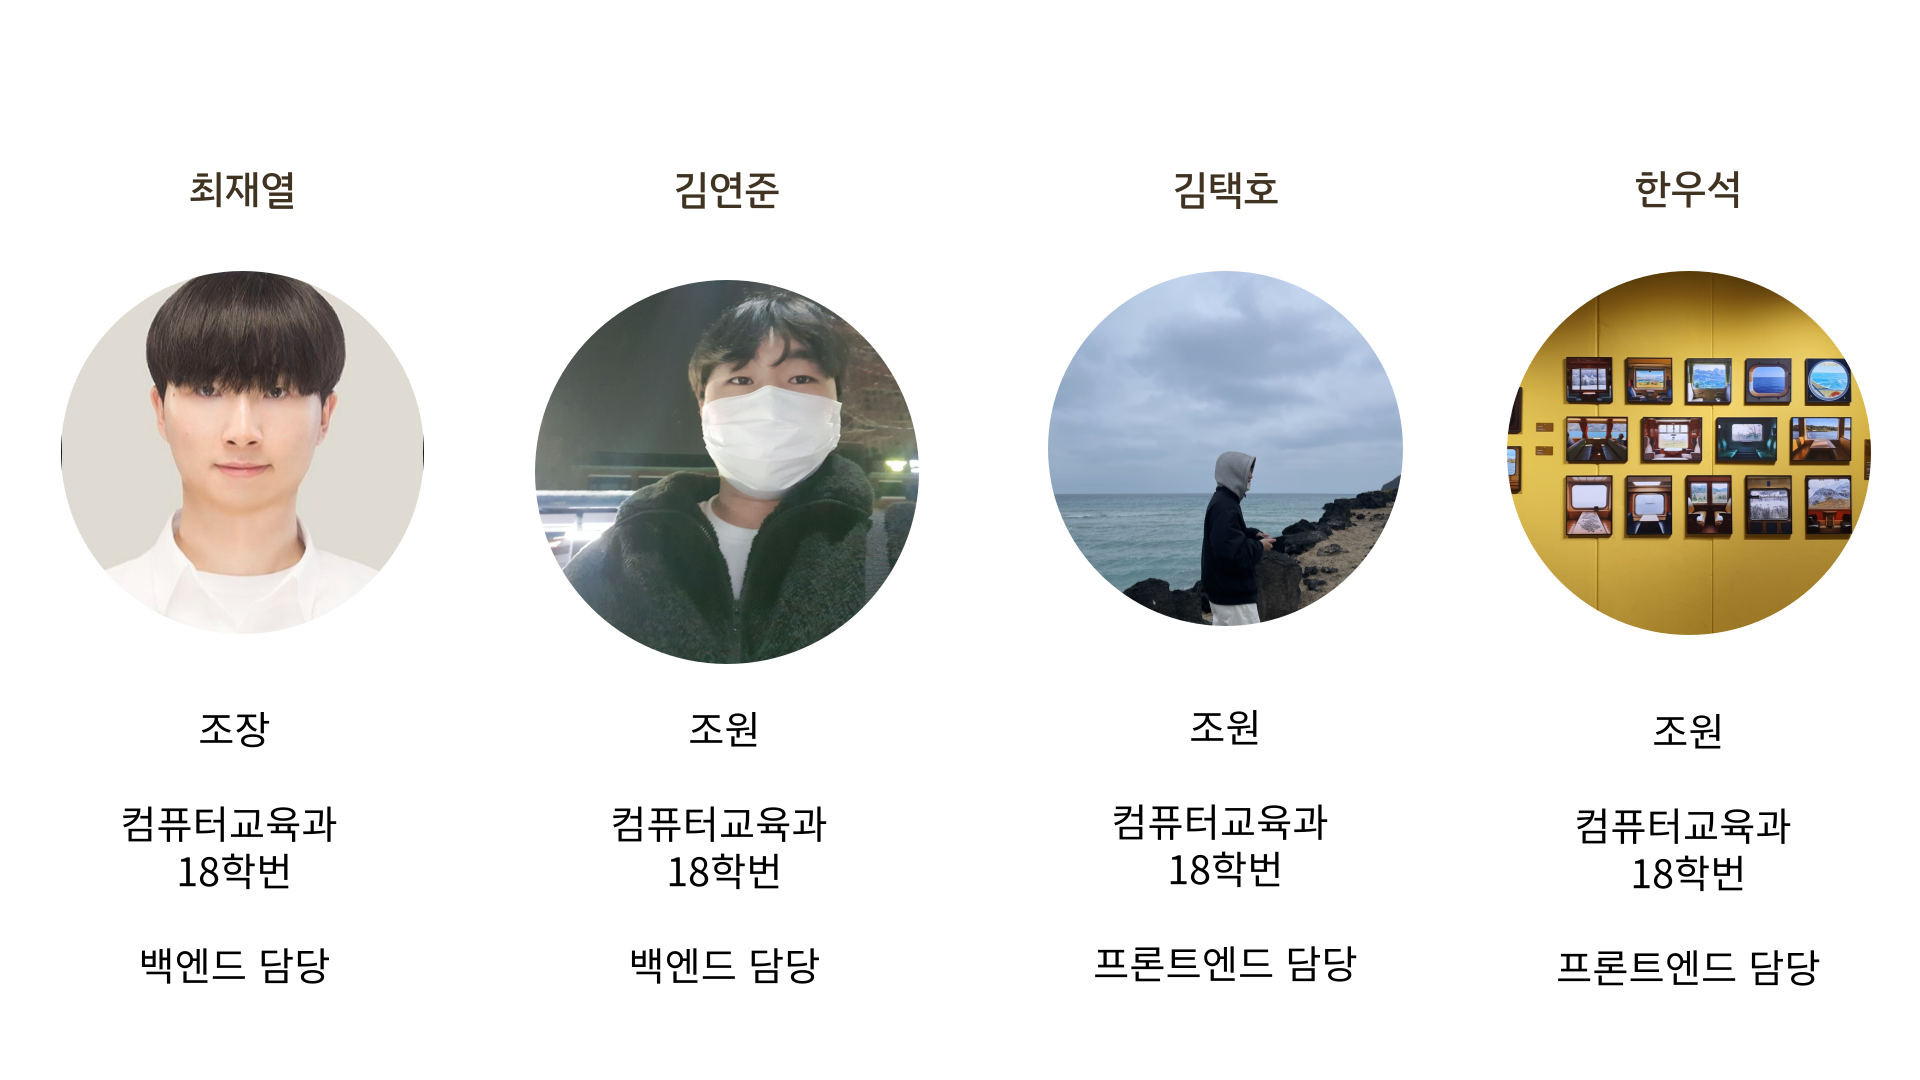 최재열
김연준
김택호
한우석
조장
컴퓨터교육과
18학번
백엔드 담당
조원
컴퓨터교육과
18학번
백엔드 담당
조원
컴퓨터교육과
18학번
프론트엔드 담당
조원
컴퓨터교육과
18학번
프론트엔드 담당